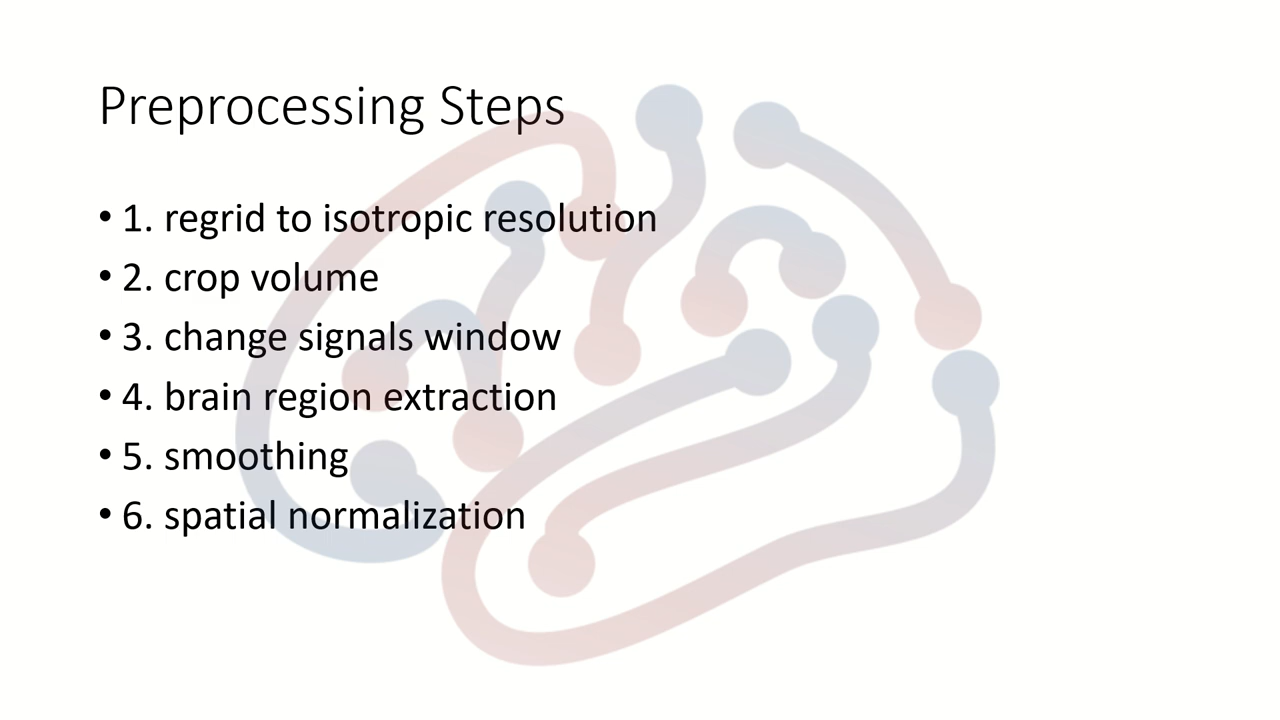 Preprocessing Steps
• 1. regrid to isotropic resolution
• 2. crop volume
• 3. change signals window
• 4. brain region extraction
• 5. smoothing
• 6. spatial normalization